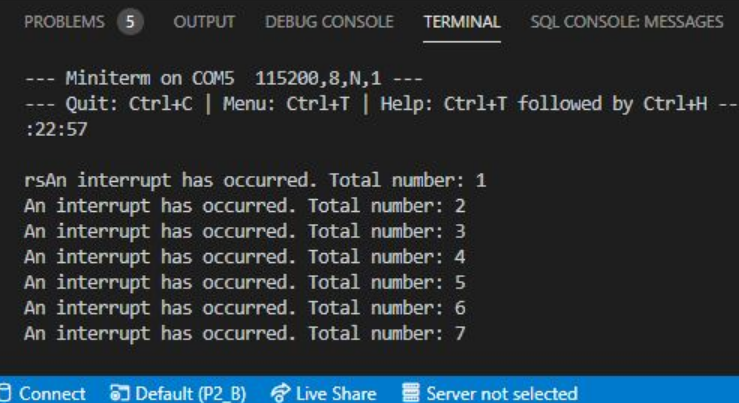 PROBLEMS 5 OUTPUT DEBUG CONSOLE TERMINAL SQL CONSOLE: MESSAGES
--- Miniterm on COM5  115200,8,N,1 ---
--- Quit: Ctrl+C | Menu: Ctrl+T | Help: Ctrl+T followed by Ctrl+H --
:22:57
rsAn interrupt has occurred. Total number: 1
An interrupt has occurred. Total number: 2
An interrupt has occurred. Total number: 3
An interrupt has occurred. Total number: 4
An interrupt has occurred. Total number: 5
An interrupt has occurred. Total number: 6
An interrupt has occurred. Total number: 7
Connect Default (P2_B) Live Share Server not selected